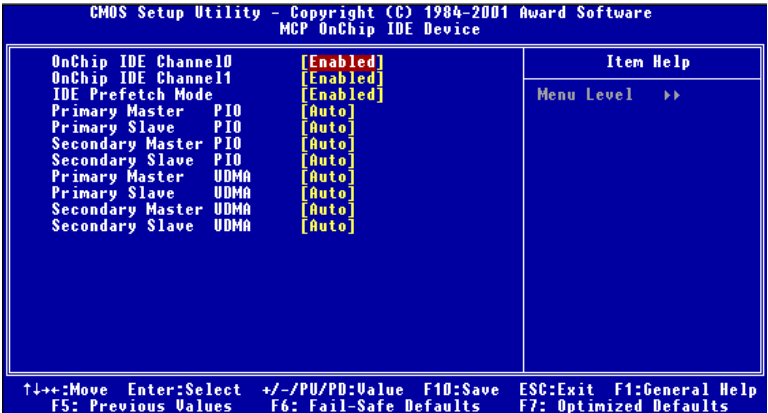 CMOS Setup Utility - Copyright (C) 1984-2001 Award Software
MCP OnChip IDE Device
OnChip IDE Channel0 [Enabled]
OnChip IDE Channel1 [Enabled]
IDE Prefetch Mode [Enabled]
Primary Master PIO [Auto]
Primary Slave PIO [Auto]
Secondary Master PIO [Auto]
Secondary Slave PIO [Auto]
Primary Master UDMA [Auto]
Primary Slave UDMA [Auto]
Secondary Master UDMA [Auto]
Secondary Slave UDMA [Auto]
Item Help
Menu Level ▸▸
↑↓→←:Move Enter:Select +/-/PU/PD:Value F10:Save ESC:Exit F1:General Help
F5: Previous Values F6: Fail-Safe Defaults F7: Optimized Defaults